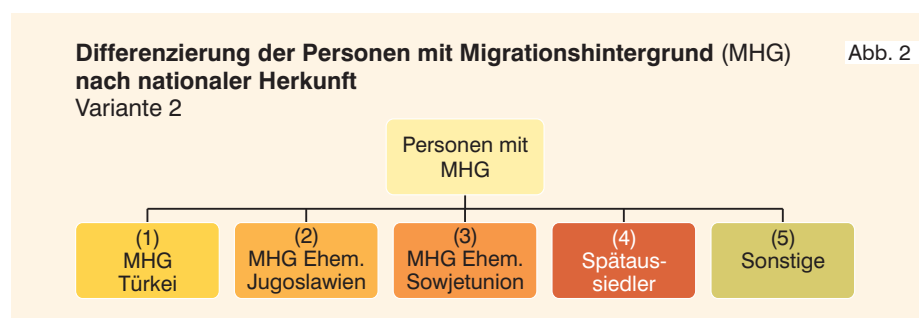 Differenzierung der Personen mit Migrationshintergrund (MHG)
nach nationaler Herkunft
Variante 2
Abb. 2
Personen mit
MHG
(1)
MHG
Türkei
(2)
MHG Ehem.
Jugoslawien
(3)
MHG Ehem.
Sowjetunion
(4)
Spätaus-
siedler
(5)
Sonstige